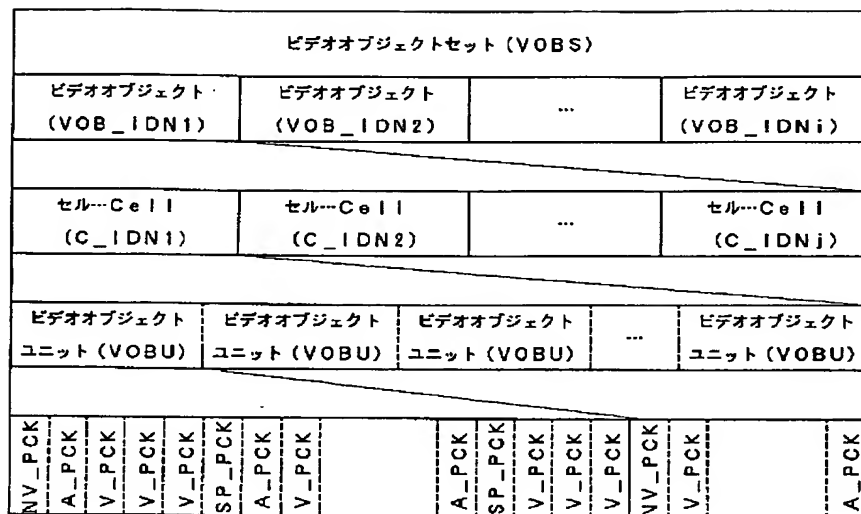 ビデオオブジェクトセット(VOBS)
ビデオオブジェクト
(VOB_IDN1)
ビデオオブジェクト
(VOB_IDN2)
…
ビデオオブジェクト
(VOB_IDNi)
セル…Cell
(C_IDN1)
セル…Cell
(C_IDN2)
…
セル…Cell
(C_IDNj)
ビデオオブジェクト
ユニット(VOBU)
ビデオオブジェクト
ユニット(VOBU)
ビデオオブジェクト
ユニット(VOBU)
…
ビデオオブジェクト
ユニット(VOBU)
NV_PCK
A_PCK
V_PCK
V_PCK
V_PCK
SP_PCK
A_PCK
V_PCK
A_PCK
SP_PCK
V_PCK
V_PCK
V_PCK
NV_PCK
V_PCK
A_PCK